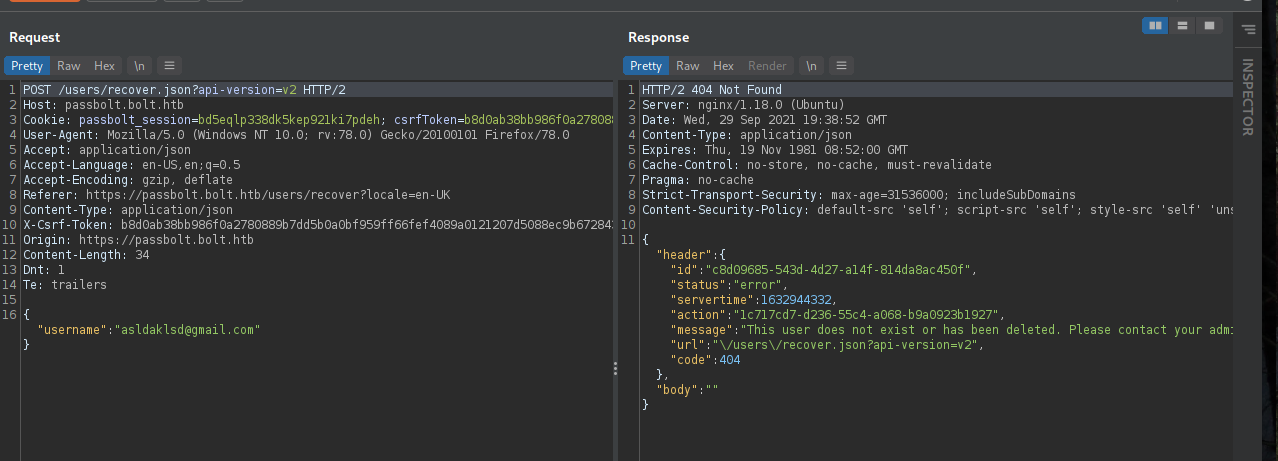 Request
Pretty Raw Hex \n
1 POST /users/recover.json?api-version=v2 HTTP/2
2 Host: passbolt.bolt.htb
3 Cookie: passbolt_session=bd5eqlp338dk5kep921ki7pdeh; csrfToken=b8d0ab38bb986f0a278088
4 User-Agent: Mozilla/5.0 (Windows NT 10.0; rv:78.0) Gecko/20100101 Firefox/78.0
5 Accept: application/json
6 Accept-Language: en-US,en;q=0.5
7 Accept-Encoding: gzip, deflate
8 Referer: https://passbolt.bolt.htb/users/recover?locale=en-UK
9 Content-Type: application/json
10 X-Csrf-Token: b8d0ab38bb986f0a2780889b7dd5b0a0bf959ff66fef4089a0121207d5088ec9b67284
11 Origin: https://passbolt.bolt.htb
12 Content-Length: 34
13 Dnt: 1
14 Te: trailers
15
16 {
"username":"asldaklsd@gmail.com"
}
Response
Pretty Raw Hex Render \n
1 HTTP/2 404 Not Found
2 Server: nginx/1.18.0 (Ubuntu)
3 Date: Wed, 29 Sep 2021 19:38:52 GMT
4 Content-Type: application/json
5 Expires: Thu, 19 Nov 1981 08:52:00 GMT
6 Cache-Control: no-store, no-cache, must-revalidate
7 Pragma: no-cache
8 Strict-Transport-Security: max-age=31536000; includeSubDomains
9 Content-Security-Policy: default-src 'self'; script-src 'self'; style-src 'self' 'uns
10
11 {
"header":{
"id":"c8d09685-543d-4d27-a14f-814da8ac450f",
"status":"error",
"servertime":1632944332,
"action":"1c717cd7-d236-55c4-a068-b9a0923b1927",
"message":"This user does not exist or has been deleted. Please contact your admi
"url":"\/users\/recover.json?api-version=v2",
"code":404
},
"body":""
}
INSPECTOR